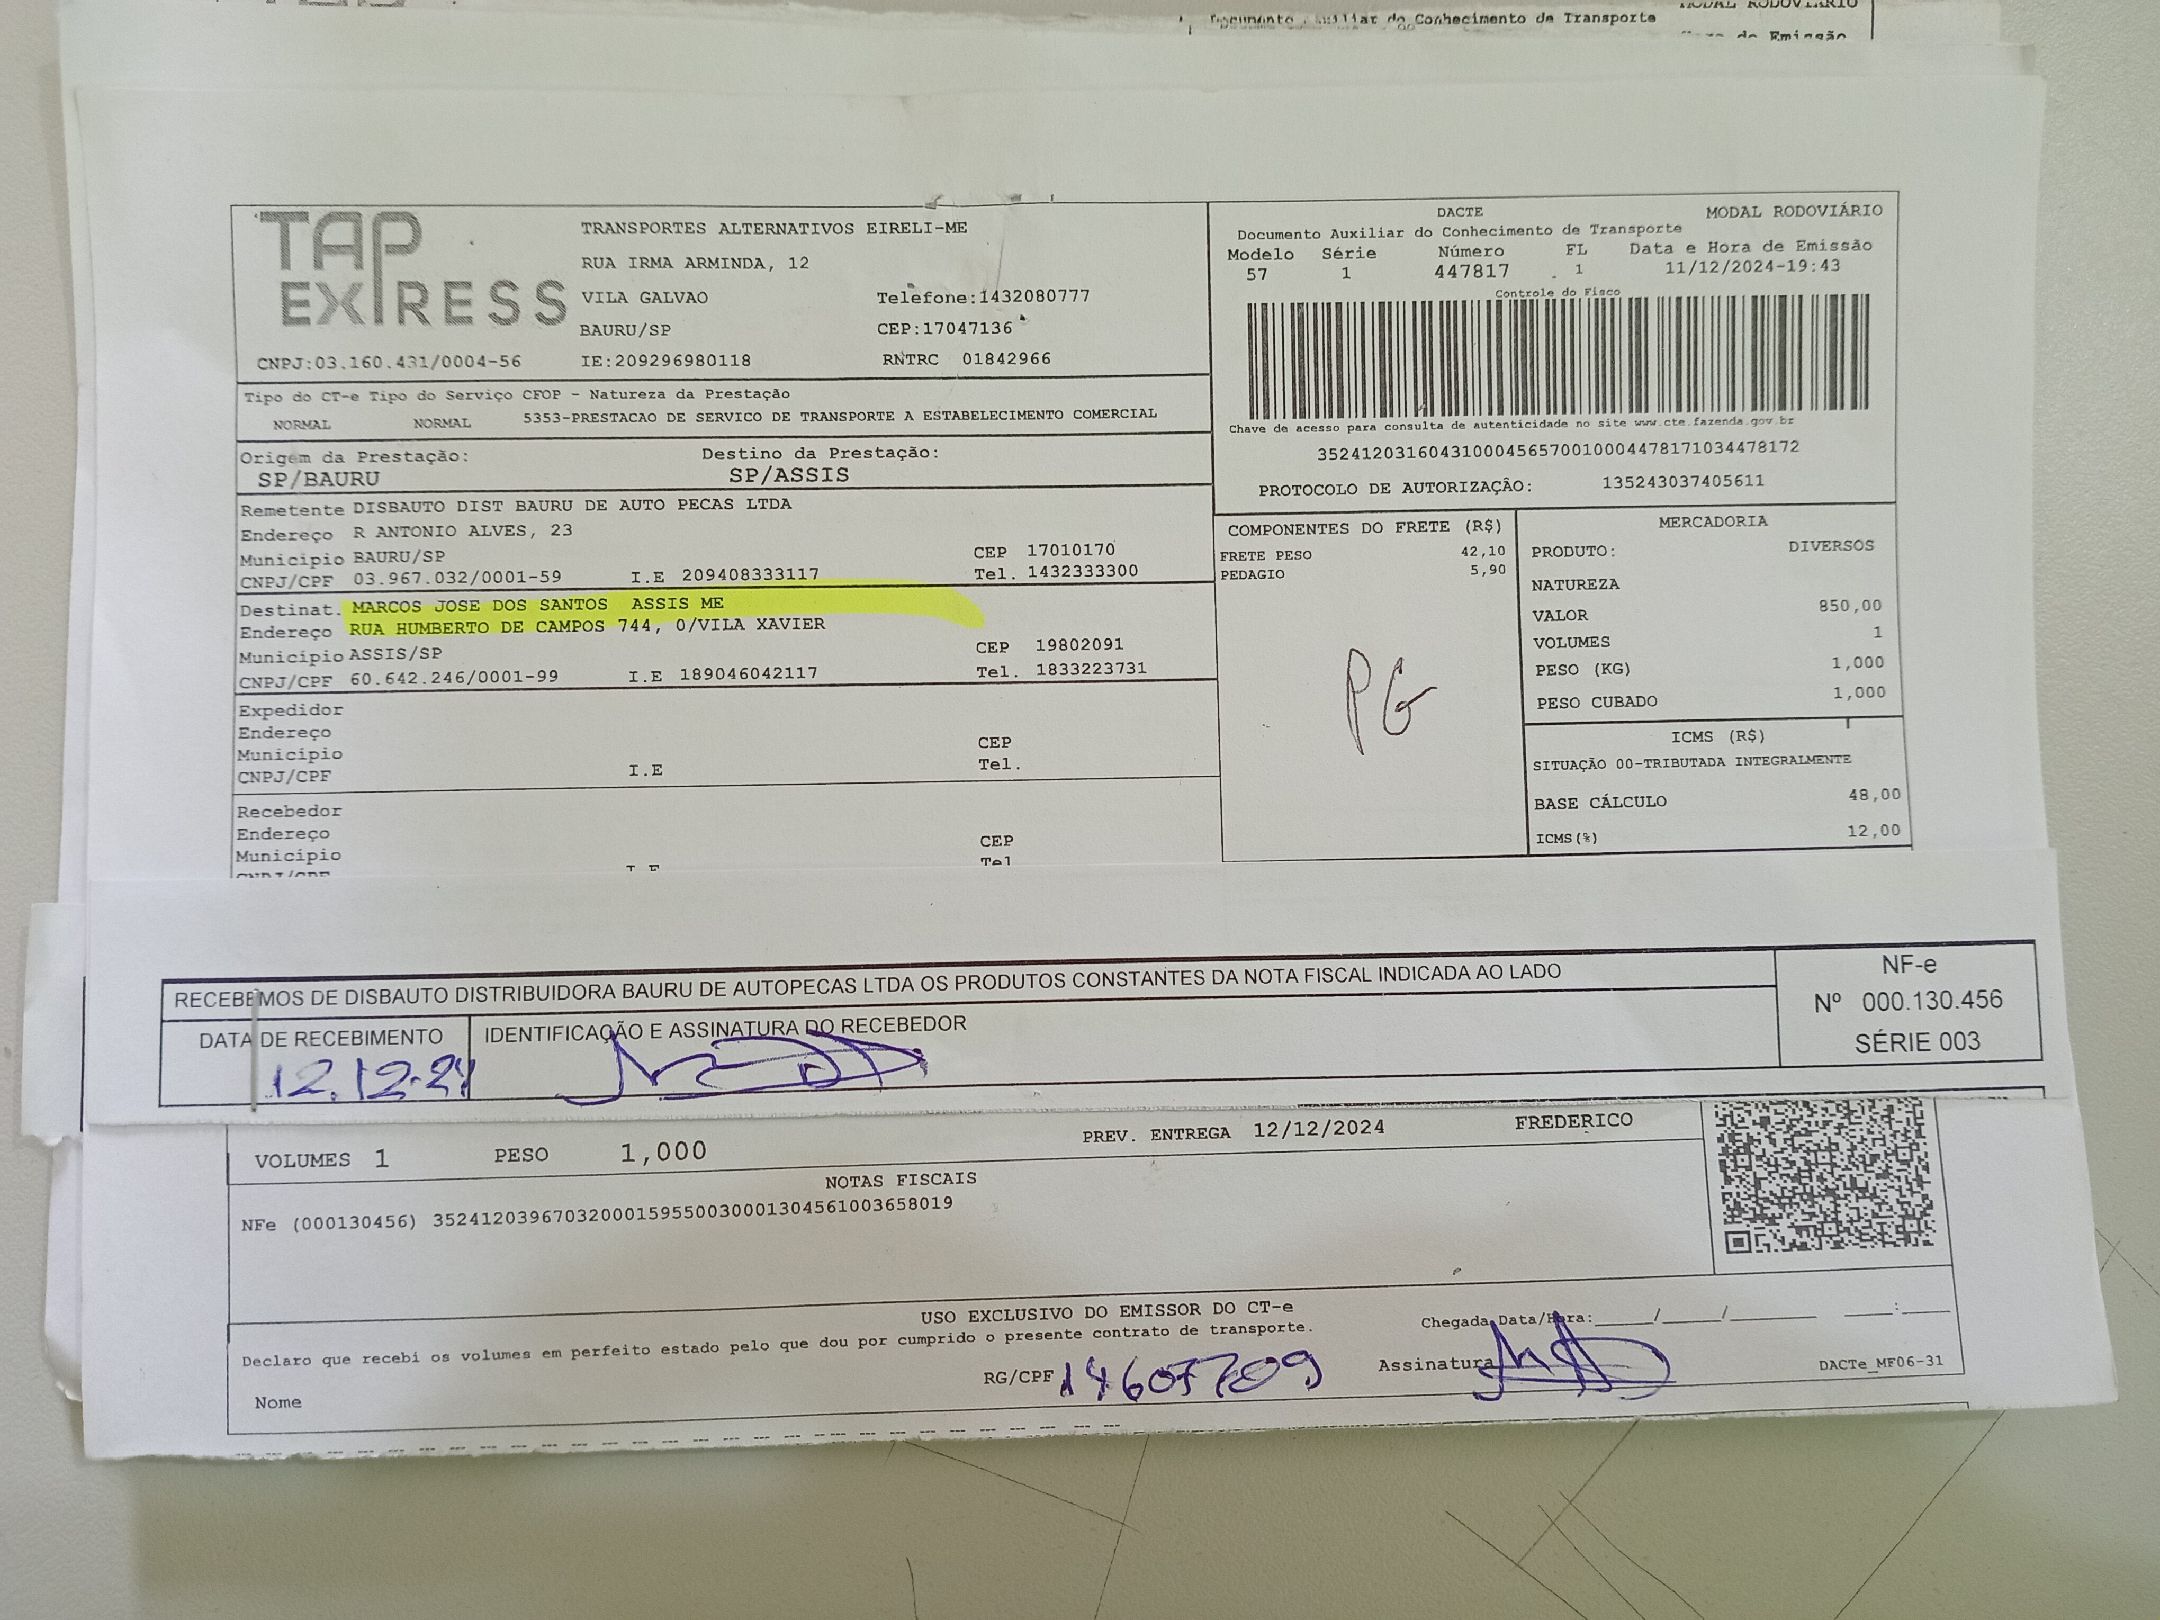 MODAL RODOVIÁRIO
Documento Auxiliar do Conhecimento de Transporte
de Emissão
TAP EXPRESS
TRANSPORTES ALTERNATIVOS EIRELI-ME
RUA IRMA ARMINDA, 12
VILA GALVAO Telefone:1432080777
BAURU/SP CEP:17047136
CNPJ:03.160.431/0004-56 IE:209296980118 RNTRC 01842966
DACTE MODAL RODOVIÁRIO
Documento Auxiliar do Conhecimento de Transporte
Modelo Série Número FL Data e Hora de Emissão
57 1 447817 1 11/12/2024-19:43
Controle do Fisco
Chave de acesso para consulta de autenticidade no site www.cte.fazenda.gov.br
35241203160431000456570010004478171034478172
PROTOCOLO DE AUTORIZAÇÃO: 135243037405611
Tipo do CT-e Tipo do Serviço CFOP - Natureza da Prestação
NORMAL NORMAL 5353-PRESTACAO DE SERVICO DE TRANSPORTE A ESTABELECIMENTO COMERCIAL
Origem da Prestação: Destino da Prestação:
SP/BAURU SP/ASSIS
Remetente DISBAUTO DIST BAURU DE AUTO PECAS LTDA
Endereço R ANTONIO ALVES, 23
Municipio BAURU/SP CEP 17010170
CNPJ/CPF 03.967.032/0001-59 I.E 209408333117 Tel. 1432333300
Destinat. MARCOS JOSE DOS SANTOS ASSIS ME
Endereço RUA HUMBERTO DE CAMPOS 744, 0/VILA XAVIER
Municipio ASSIS/SP CEP 19802091
CNPJ/CPF 60.642.246/0001-99 I.E 189046042117 Tel. 1833223731
Expedidor
Endereço
Municipio CEP
CNPJ/CPF I.E Tel.
Recebedor
Endereço
Municipio CEP
CNPJ/CPF I.E Tel
COMPONENTES DO FRETE (R$)
FRETE PESO 42,10
PEDAGIO 5,90
PG
MERCADORIA
PRODUTO: DIVERSOS
NATUREZA
VALOR 850,00
VOLUMES 1
PESO (KG) 1,000
PESO CUBADO 1,000
ICMS (R$)
SITUAÇÃO 00-TRIBUTADA INTEGRALMENTE
BASE CÁLCULO 48,00
ICMS(%) 12,00
RECEBEMOS DE DISBAUTO DISTRIBUIDORA BAURU DE AUTOPECAS LTDA OS PRODUTOS CONSTANTES DA NOTA FISCAL INDICADA AO LADO
DATA DE RECEBIMENTO IDENTIFICAÇÃO E ASSINATURA DO RECEBEDOR
12.12-24
NF-e
Nº 000.130.456
SÉRIE 003
VOLUMES 1 PESO 1,000 PREV. ENTREGA 12/12/2024 FREDERICO
NOTAS FISCAIS
NFe (000130456) 35241203967032000159550030001304561003658019
USO EXCLUSIVO DO EMISSOR DO CT-e
Declaro que recebi os volumes em perfeito estado pelo que dou por cumprido o presente contrato de transporte. Chegada Data/Hora:_____/_____/_______ ____:____
Nome RG/CPF 14607709 Assinatura DACTe_MF06-31